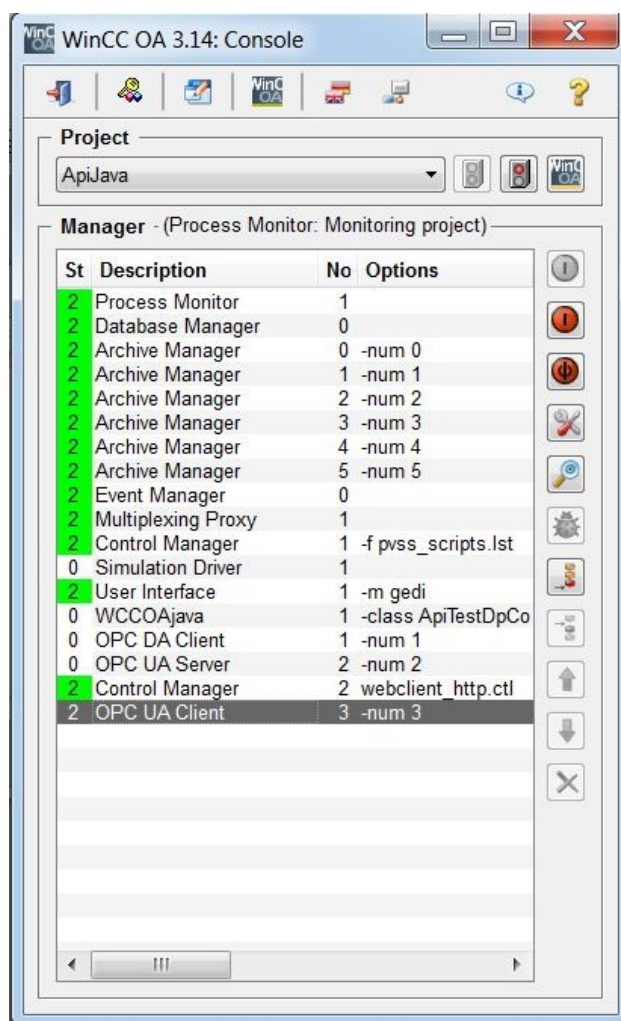 WinCC OA 3.14: Console
Project
ApiJava
Manager - (Process Monitor: Monitoring project)
St Description No Options
2 Process Monitor 1
2 Database Manager 0
2 Archive Manager 0 -num 0
2 Archive Manager 1 -num 1
2 Archive Manager 2 -num 2
2 Archive Manager 3 -num 3
2 Archive Manager 4 -num 4
2 Archive Manager 5 -num 5
2 Event Manager 0
2 Multiplexing Proxy 1
2 Control Manager 1 -f pvss_scripts.lst
0 Simulation Driver 1
2 User Interface 1 -m gedi
0 WCCOAjava 1 -class ApiTestDpCo
0 OPC DA Client 1 -num 1
0 OPC UA Server 2 -num 2
2 Control Manager 2 webclient_http.ctl
2 OPC UA Client 3 -num 3